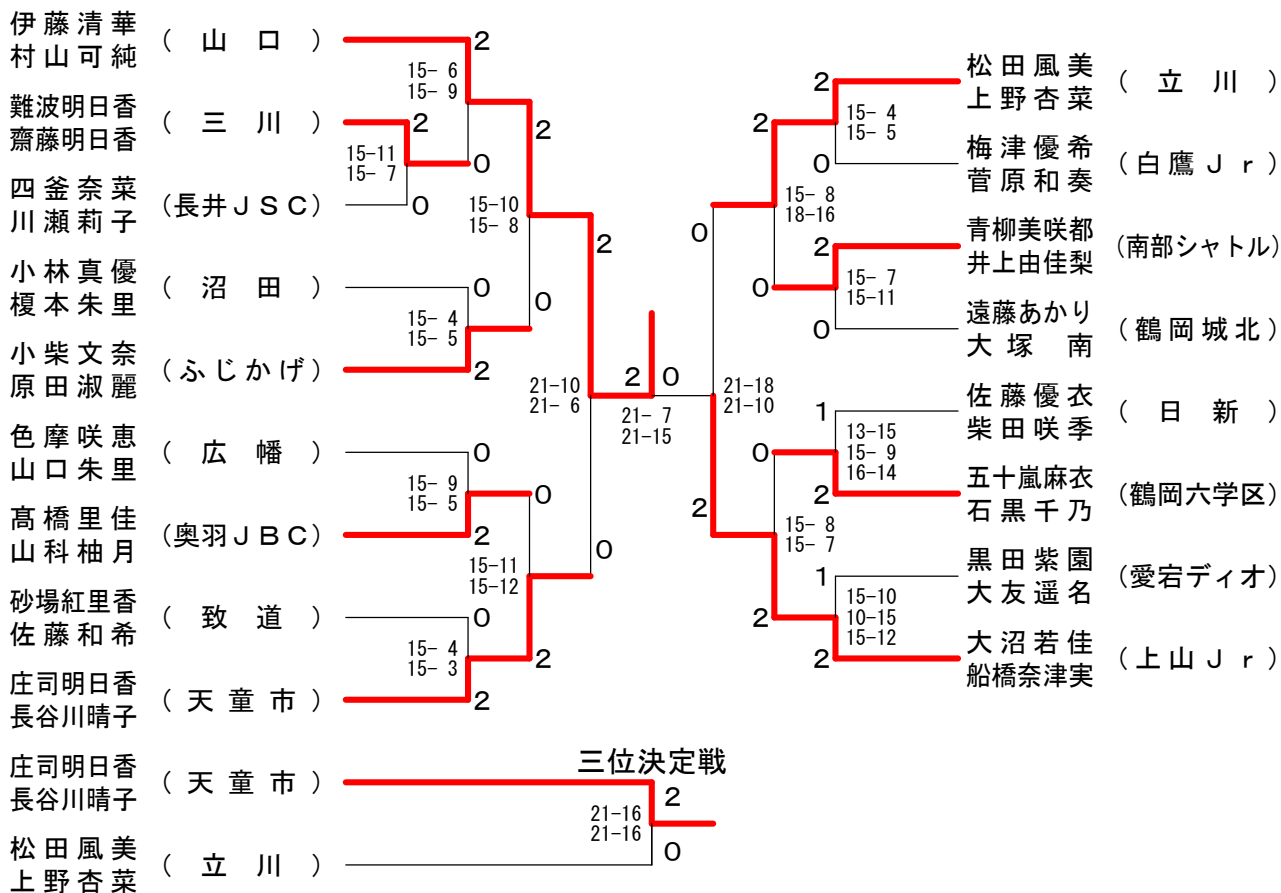 伊藤清華
村山可純
(山口)
2
15- 6
15- 9
難波明日香
齋藤明日香
(三川)
2
0
2
15-11
15- 7
四釜奈菜
川瀬莉子
(長井JSC)
0
15-10
15- 8
2
小林真優
榎本朱里
(沼田)
0
0
15- 4
15- 5
小柴文奈
原田淑麗
(ふじかげ)
2
21-10
21- 6
色摩咲恵
山口朱里
(広幡)
0
15- 9
15- 5
0
髙橋里佳
山科柚月
(奥羽JBC)
2
0
15-11
15-12
砂場紅里香
佐藤和希
(致道)
0
15- 4
15- 3
2
庄司明日香
長谷川晴子
(天童市)
2
2
0
21- 7
21-15
松田風美
上野杏菜
(立川)
2
15- 4
15- 5
2
梅津優希
菅原和奏
(白鷹Jr)
0
15- 8
18-16
0
青柳美咲都
井上由佳梨
(南部シャトル)
2
0
15- 7
15-11
遠藤あかり
大塚 南
(鶴岡城北)
0
21-18
21-10
佐藤優衣
柴田咲季
(日新)
1
13-15
15- 9
16-14
0
五十嵐麻衣
石黒千乃
(鶴岡六学区)
2
2
15- 8
15- 7
黒田紫園
大友遥名
(愛宕ディオ)
1
15-10
10-15
15-12
2
大沼若佳
船橋奈津実
(上山Jr)
2
三位決定戦
庄司明日香
長谷川晴子
(天童市)
2
21-16
21-16
松田風美
上野杏菜
(立川)
0